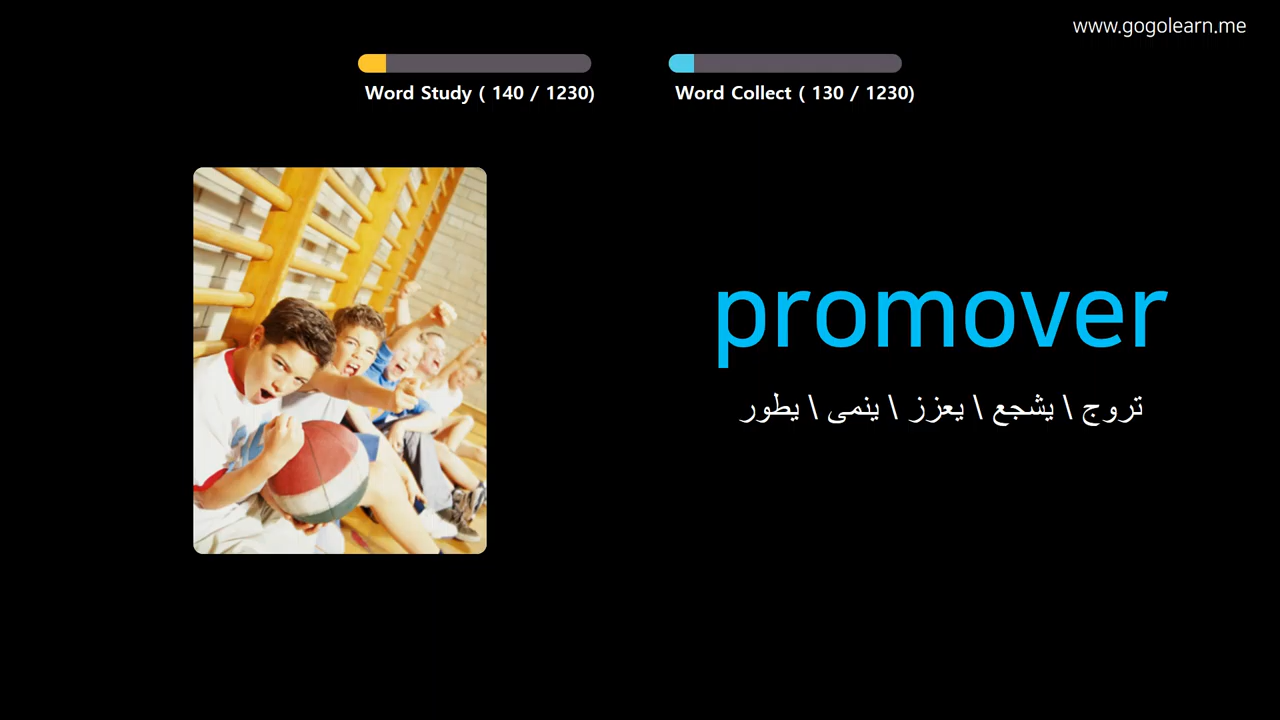 www.gogolearn.me
Word Study ( 140 / 1230)
Word Collect ( 130 / 1230)
promover
تروج \ يشجع \ يعزز \ ينمى \ يطور